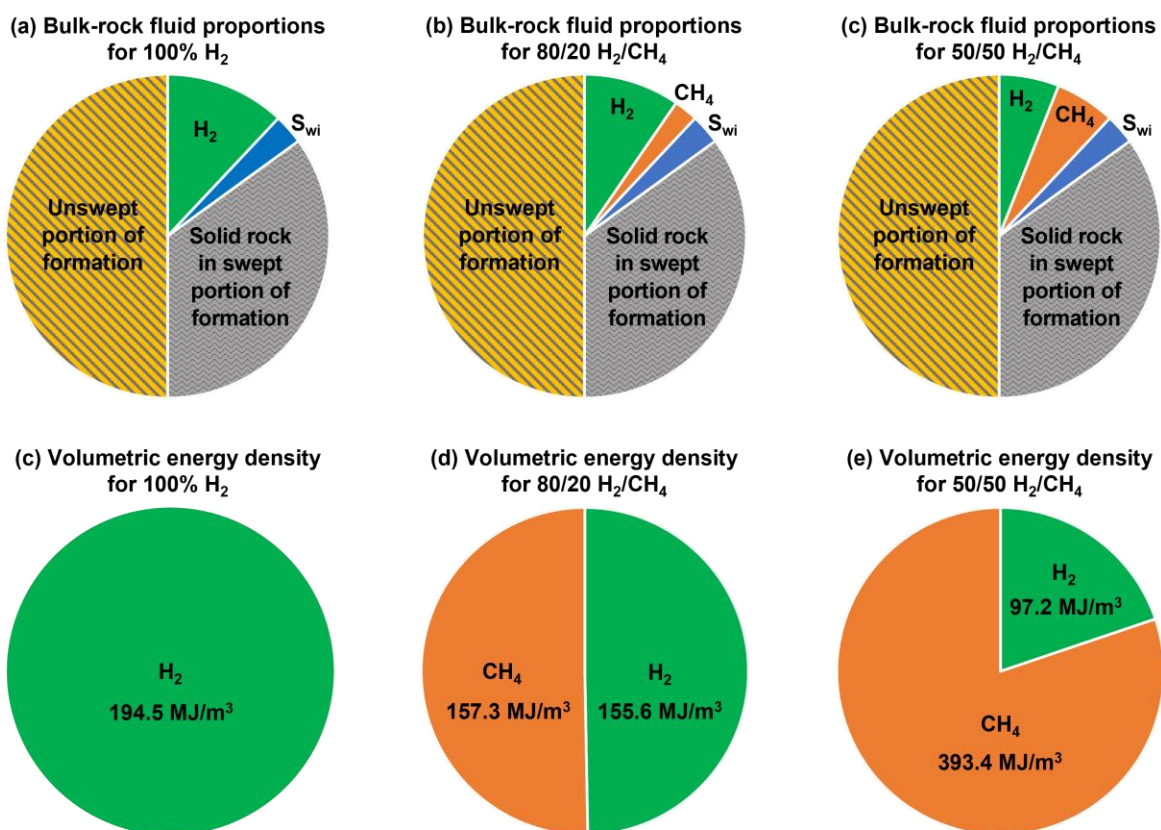 (a) Bulk-rock fluid proportions
for 100% H₂
H₂
S_wi
Unswept
portion of
formation
Solid rock
in swept
portion of
formation
(b) Bulk-rock fluid proportions
for 80/20 H₂/CH₄
H₂
CH₄
S_wi
Unswept
portion of
formation
Solid rock
in swept
portion of
formation
(c) Bulk-rock fluid proportions
for 50/50 H₂/CH₄
H₂
CH₄
S_wi
Unswept
portion of
formation
Solid rock
in swept
portion of
formation
(c) Volumetric energy density
for 100% H₂
H₂
194.5 MJ/m³
(d) Volumetric energy density
for 80/20 H₂/CH₄
CH₄
157.3 MJ/m³
H₂
155.6 MJ/m³
(e) Volumetric energy density
for 50/50 H₂/CH₄
H₂
97.2 MJ/m³
CH₄
393.4 MJ/m³